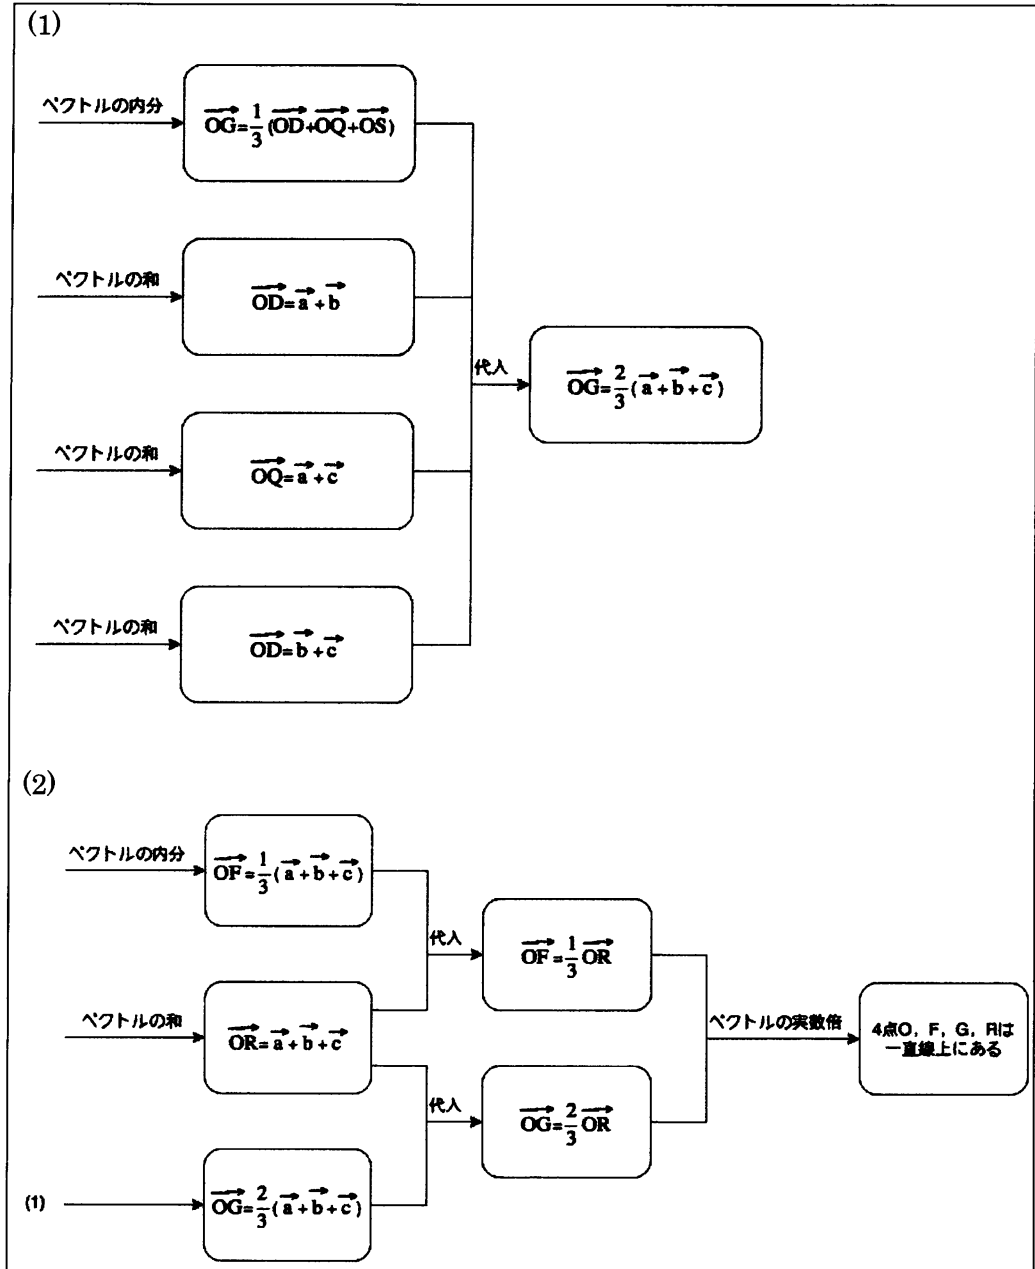 (1)
ベクトルの内分
OG=1/3(OD+OQ+OS)
ベクトルの和
OD=a+b
代入
OG=2/3(a+b+c)
ベクトルの和
OQ=a+c
ベクトルの和
OD=b+c
(2)
ベクトルの内分
OF=1/3(a+b+c)
代入
OF=1/3OR
ベクトルの和
OR=a+b+c
ベクトルの実数倍
4点O, F, G, Rは
一直線上にある
代入
OG=2/3OR
(1)
OG=2/3(a+b+c)